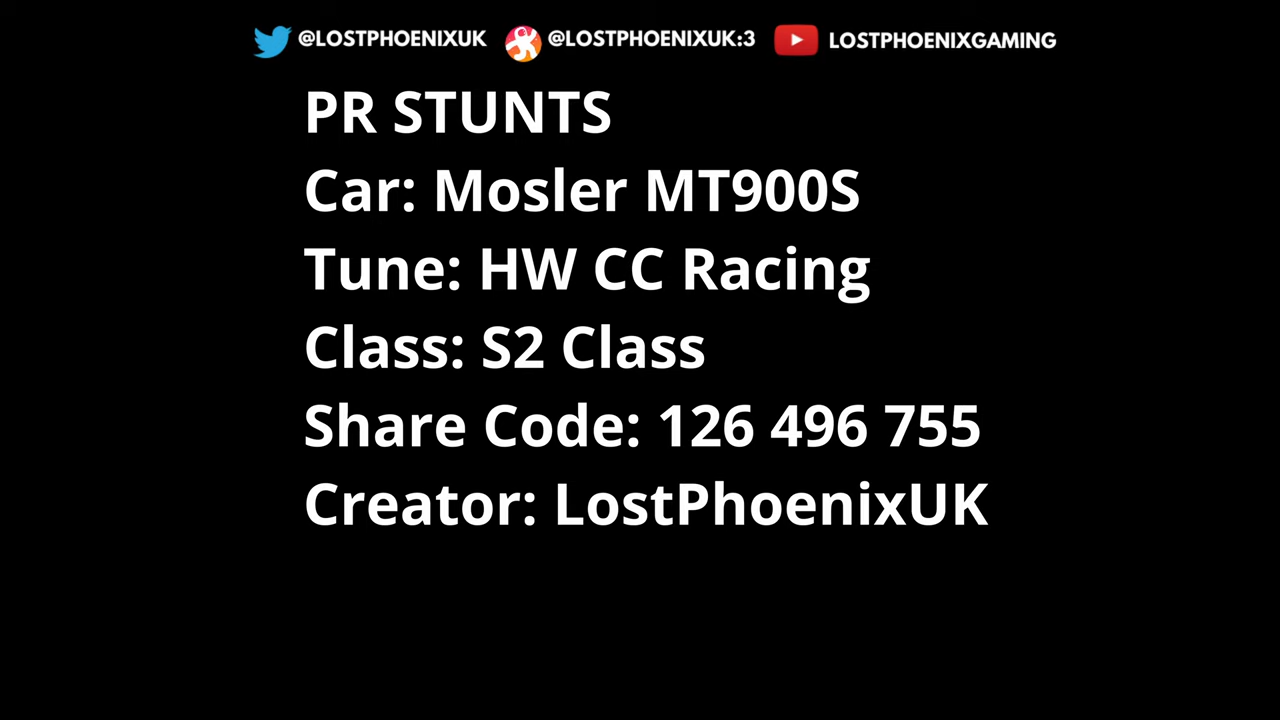 @LOSTPHOENIXUK @LOSTPHOENIXUK:3 LOSTPHOENIXGAMING
PR STUNTS
Car: Mosler MT900S
Tune: HW CC Racing
Class: S2 Class
Share Code: 126 496 755
Creator: LostPhoenixUK